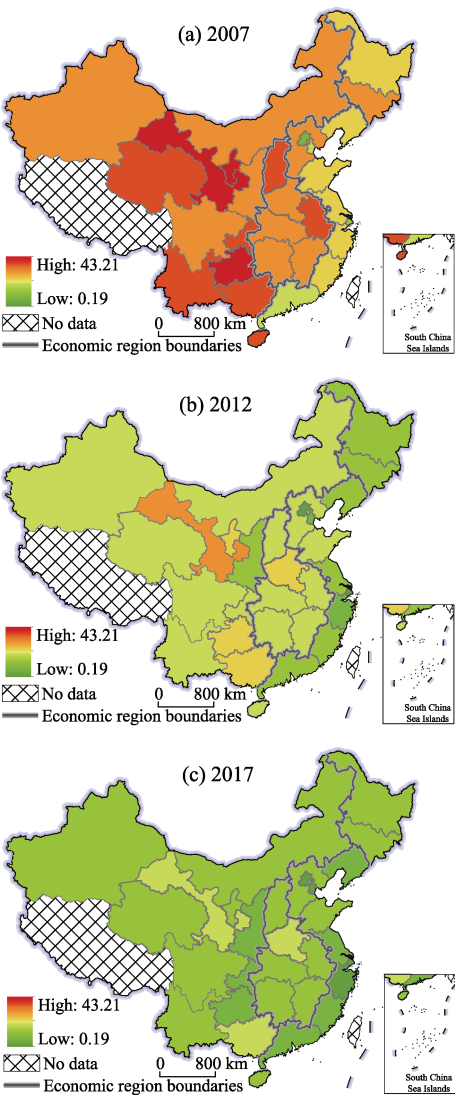 (a) 2007
High: 43.21
Low: 0.19
No data
0 800 km
Economic region boundaries
South China
Sea Islands
(b) 2012
High: 43.21
Low: 0.19
No data
0 800 km
Economic region boundaries
South China
Sea Islands
(c) 2017
High: 43.21
Low: 0.19
No data
0 800 km
Economic region boundaries
South China
Sea Islands